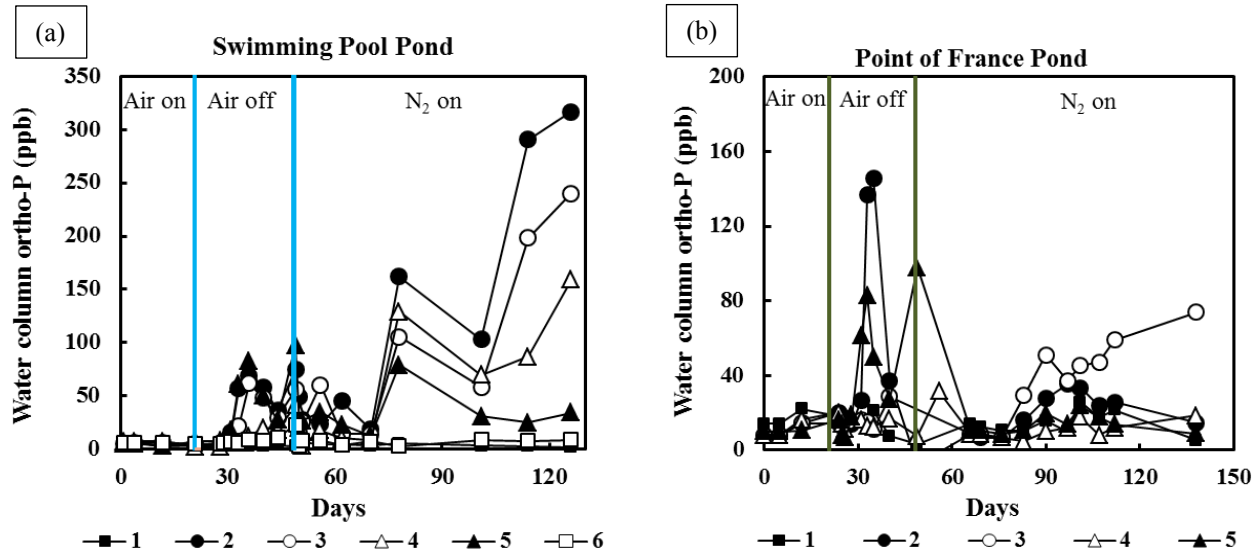 (a)
Swimming Pool Pond
350
300
250
200
150
100
50
0
Water column ortho-P (ppb)
Air on
Air off
N2 on
0 30 60 90 120
Days
1 2 3 4 5 6
(b)
Point of France Pond
200
160
120
80
40
0
Water column ortho-P (ppb)
Air on
Air off
N2 on
0 30 60 90 120 150
Days
1 2 3 4 5